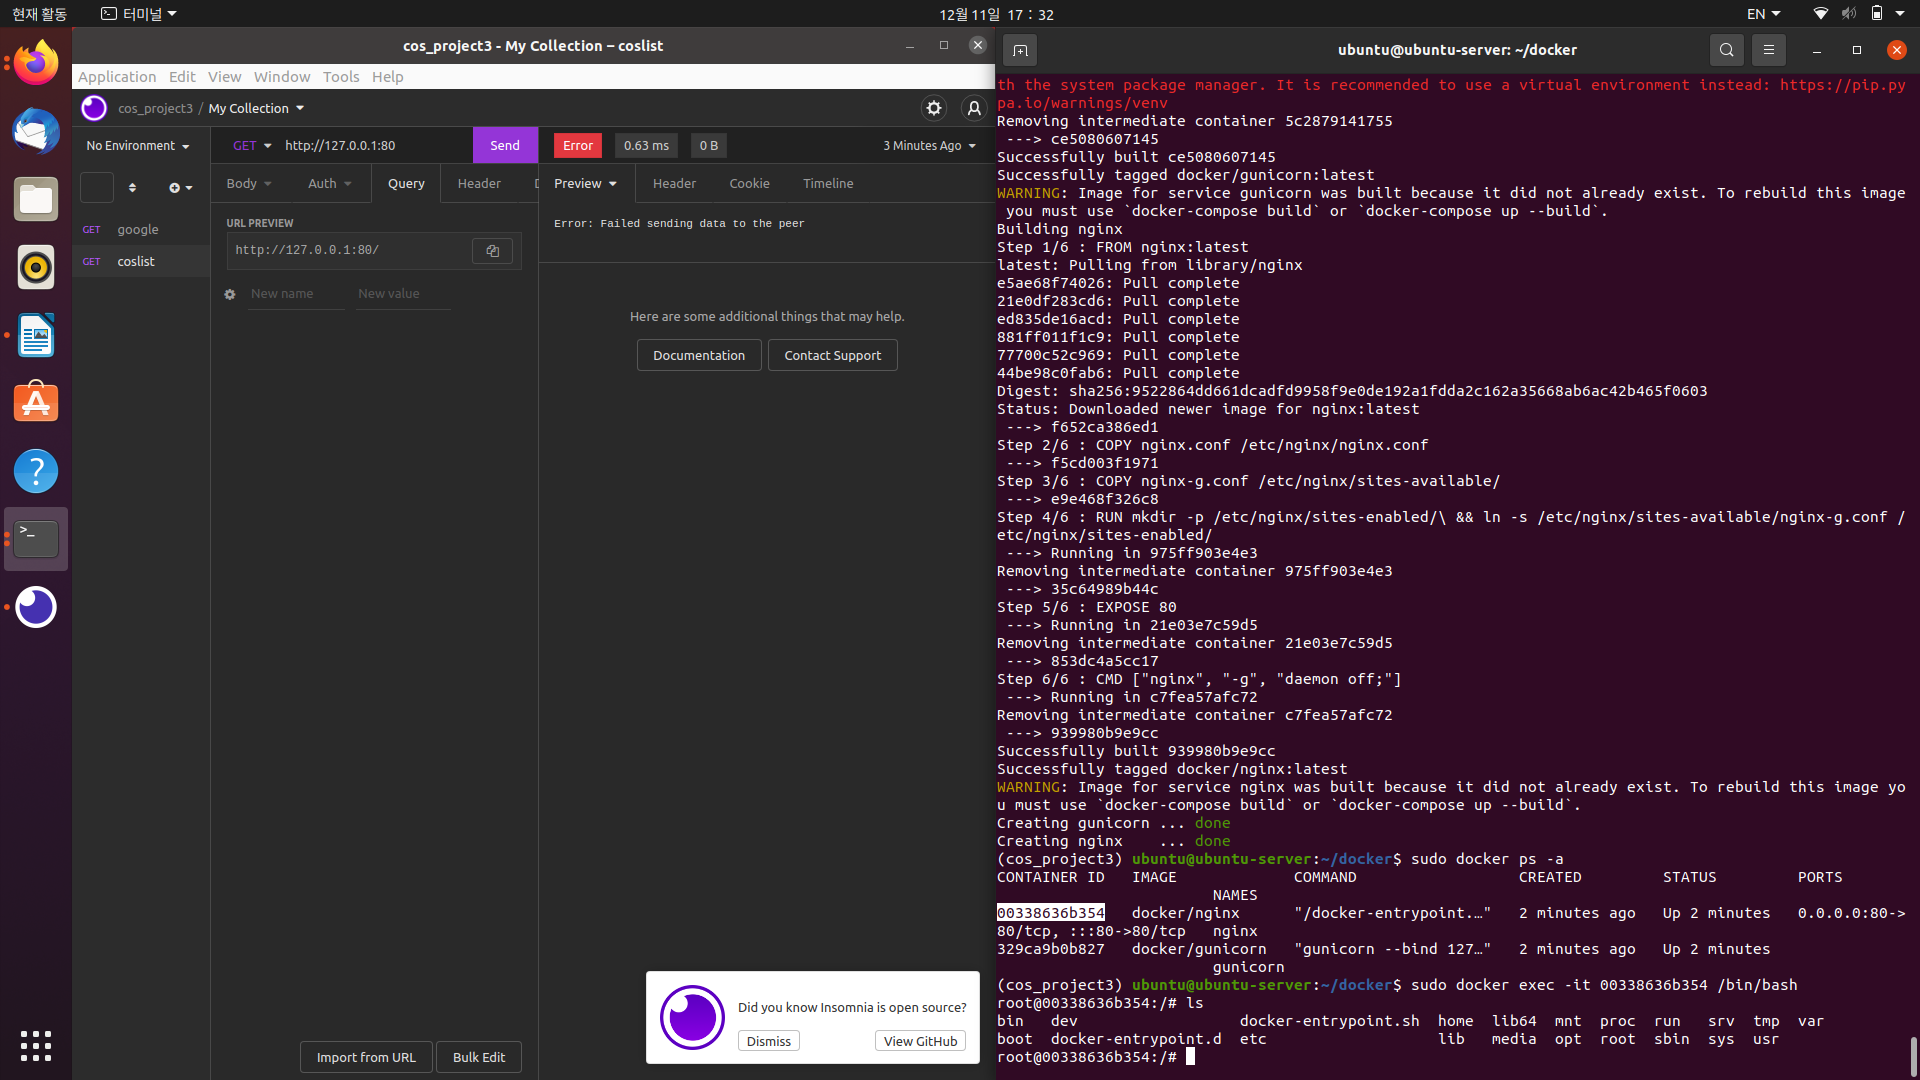 현재 활동
터미널
12월 11일 17 : 32
EN
cos_project3 - My Collection – coslist
Application Edit View Window Tools Help
cos_project3 / My Collection
No Environment
GET http://127.0.0.1:80 Send
Error 0.63 ms 0 B 3 Minutes Ago
Body Auth Query Header D
Preview Header Cookie Timeline
GET google
GET coslist
URL PREVIEW
http://127.0.0.1:80/
New name New value
Error: Failed sending data to the peer
Here are some additional things that may help.
Documentation Contact Support
Did you know Insomnia is open source?
Dismiss View GitHub
Import from URL Bulk Edit
ubuntu@ubuntu-server: ~/docker
th the system package manager. It is recommended to use a virtual environment instead: https://pip.py
pa.io/warnings/venv
Removing intermediate container 5c2879141755
 ---> ce5080607145
Successfully built ce5080607145
Successfully tagged docker/gunicorn:latest
WARNING: Image for service gunicorn was built because it did not already exist. To rebuild this image
 you must use `docker-compose build` or `docker-compose up --build`.
Building nginx
Step 1/6 : FROM nginx:latest
latest: Pulling from library/nginx
e5ae68f74026: Pull complete
21e0df283cd6: Pull complete
ed835de16acd: Pull complete
881ff011f1c9: Pull complete
77700c52c969: Pull complete
44be98c0fab6: Pull complete
Digest: sha256:9522864dd661dcadfd9958f9e0de192a1fdda2c162a35668ab6ac42b465f0603
Status: Downloaded newer image for nginx:latest
 ---> f652ca386ed1
Step 2/6 : COPY nginx.conf /etc/nginx/nginx.conf
 ---> f5cd003f1971
Step 3/6 : COPY nginx-g.conf /etc/nginx/sites-available/
 ---> e9e468f326c8
Step 4/6 : RUN mkdir -p /etc/nginx/sites-enabled/\ && ln -s /etc/nginx/sites-available/nginx-g.conf /
etc/nginx/sites-enabled/
 ---> Running in 975ff903e4e3
Removing intermediate container 975ff903e4e3
 ---> 35c64989b44c
Step 5/6 : EXPOSE 80
 ---> Running in 21e03e7c59d5
Removing intermediate container 21e03e7c59d5
 ---> 853dc4a5cc17
Step 6/6 : CMD ["nginx", "-g", "daemon off;"]
 ---> Running in c7fea57afc72
Removing intermediate container c7fea57afc72
 ---> 939980b9e9cc
Successfully built 939980b9e9cc
Successfully tagged docker/nginx:latest
WARNING: Image for service nginx was built because it did not already exist. To rebuild this image yo
u must use `docker-compose build` or `docker-compose up --build`.
Creating gunicorn ... done
Creating nginx    ... done
(cos_project3) ubuntu@ubuntu-server:~/docker$ sudo docker ps -a
CONTAINER ID   IMAGE             COMMAND                  CREATED         STATUS         PORTS
                        NAMES
00338636b354   docker/nginx      "/docker-entrypoint.…"   2 minutes ago   Up 2 minutes   0.0.0.0:80->
80/tcp, :::80->80/tcp   nginx
329ca9b0b827   docker/gunicorn   "gunicorn --bind 127…"   2 minutes ago   Up 2 minutes
                        gunicorn
(cos_project3) ubuntu@ubuntu-server:~/docker$ sudo docker exec -it 00338636b354 /bin/bash
root@00338636b354:/# ls
bin   dev                  docker-entrypoint.sh  home  lib64  mnt  proc  run   srv  tmp  var
boot  docker-entrypoint.d  etc                   lib   media  opt  root  sbin  sys  usr
root@00338636b354:/#